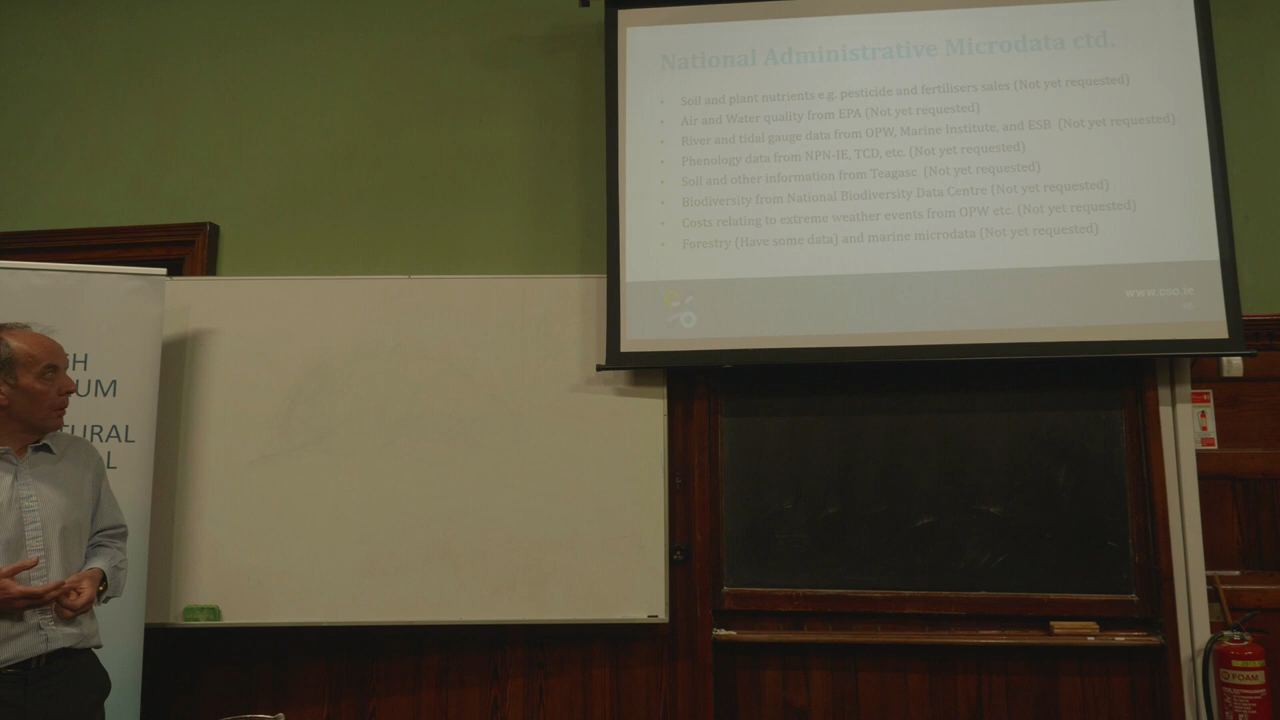 National Administrative Microdata ctd.
• Soil and plant nutrients e.g. pesticide and fertilisers sales (Not yet requested)
• Air and Water quality from EPA (Not yet requested)
• River and tidal gauge data from OPW, Marine Institute, and ESB (Not yet requested)
• Phenology data from NPN-IE, TCD, etc. (Not yet requested)
• Soil and other information from Teagasc (Not yet requested)
• Biodiversity from National Biodiversity Data Centre (Not yet requested)
• Costs relating to extreme weather events from OPW etc. (Not yet requested)
• Forestry (Have some data) and marine microdata (Not yet requested)
www.cso.ie
SH
UM
TURAL
L
FOAM